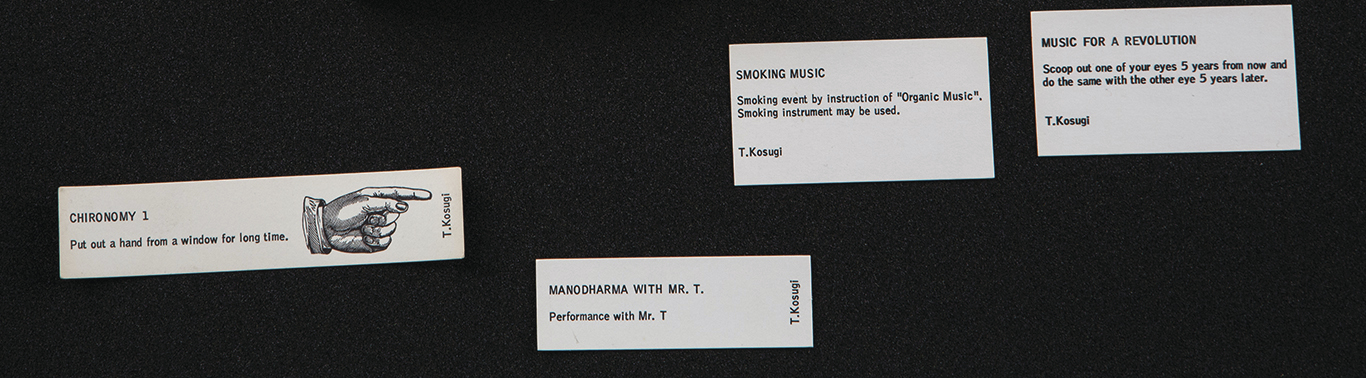 CHIRONOMY 1
Put out a hand from a window for long time.
T.Kosugi
MANODHARMA WITH MR. T.
Performance with Mr. T
T.Kosugi
SMOKING MUSIC
Smoking event by instruction of "Organic Music".
Smoking instrument may be used.
T.Kosugi
MUSIC FOR A REVOLUTION
Scoop out one of your eyes 5 years from now and
do the same with the other eye 5 years later.
T.Kosugi